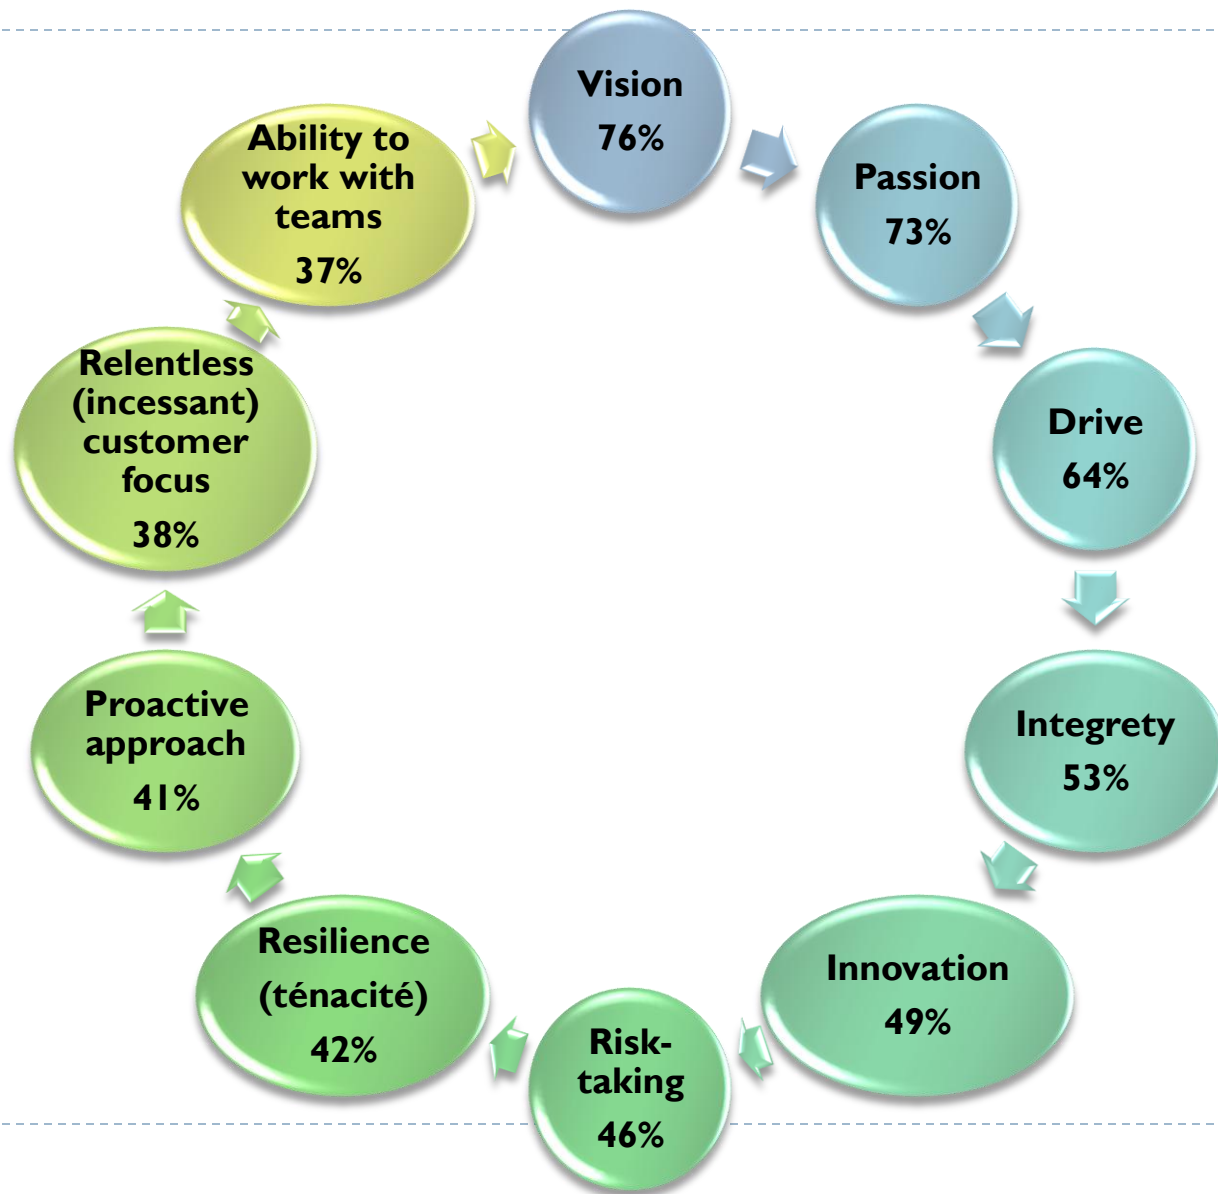 Vision
76%
Passion
73%
Drive
64%
Integrety
53%
Innovation
49%
Risk-
taking
46%
Resilience
(ténacité)
42%
Proactive
approach
41%
Relentless
(incessant)
customer
focus
38%
Ability to
work with
teams
37%